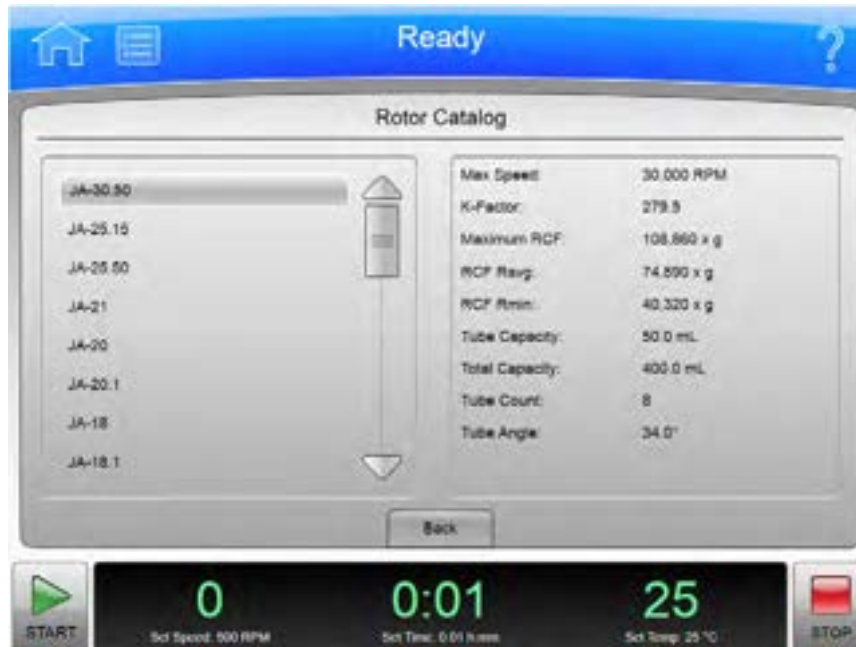 Ready
?
Rotor Catalog
JA-30.50
JA-25.15
JA-25.50
JA-21
JA-20
JA-20.1
JA-18
JA-18.1
Max Speed: 30,000 RPM
K-Factor: 279.9
Maximum RCF: 108,860 x g
RCF Ravg: 74,890 x g
RCF Rmin: 40,320 x g
Tube Capacity: 50.0 mL
Total Capacity: 400.0 mL
Tube Count: 8
Tube Angle: 34.0°
Back
START
0
Set Speed: 500 RPM
0:01
Set Time: 0:01 h:mm
25
Set Temp: 25 °C
STOP